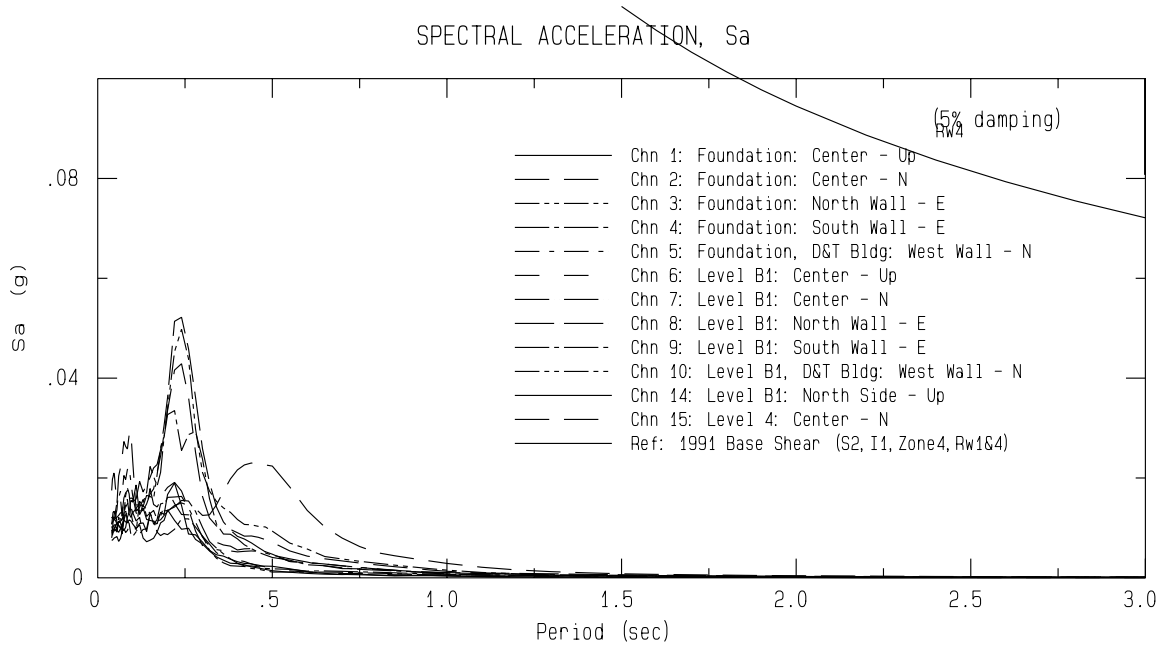 SPECTRAL ACCELERATION, Sa
(5% damping)
Rw4
Chn 1: Foundation: Center - Up
Chn 2: Foundation: Center - N
Chn 3: Foundation: North Wall - E
Chn 4: Foundation: South Wall - E
Chn 5: Foundation, D&T Bldg: West Wall - N
Chn 6: Level B1: Center - Up
Chn 7: Level B1: Center - N
Chn 8: Level B1: North Wall - E
Chn 9: Level B1: South Wall - E
Chn 10: Level B1, D&T Bldg: West Wall - N
Chn 14: Level B1: North Side - Up
Chn 15: Level 4: Center - N
Ref: 1991 Base Shear (S2, I1, Zone4, Rw1&4)
.08
.04
0
Sa (g)
0 .5 1.0 1.5 2.0 2.5 3.0
Period (sec)